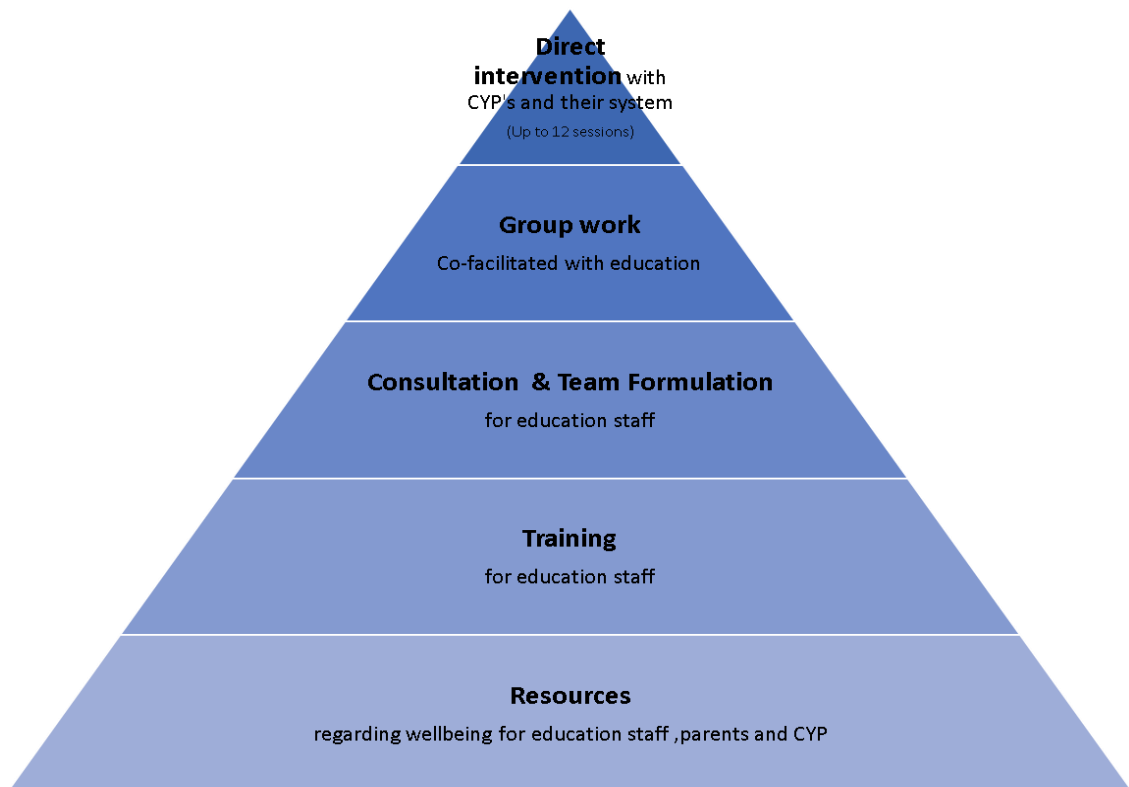 Direct
intervention with
CYP's and their system
(Up to 12 sessions)
Group work
Co-facilitated with education
Consultation & Team Formulation
for education staff
Training
for education staff
Resources
regarding wellbeing for education staff ,parents and CYP